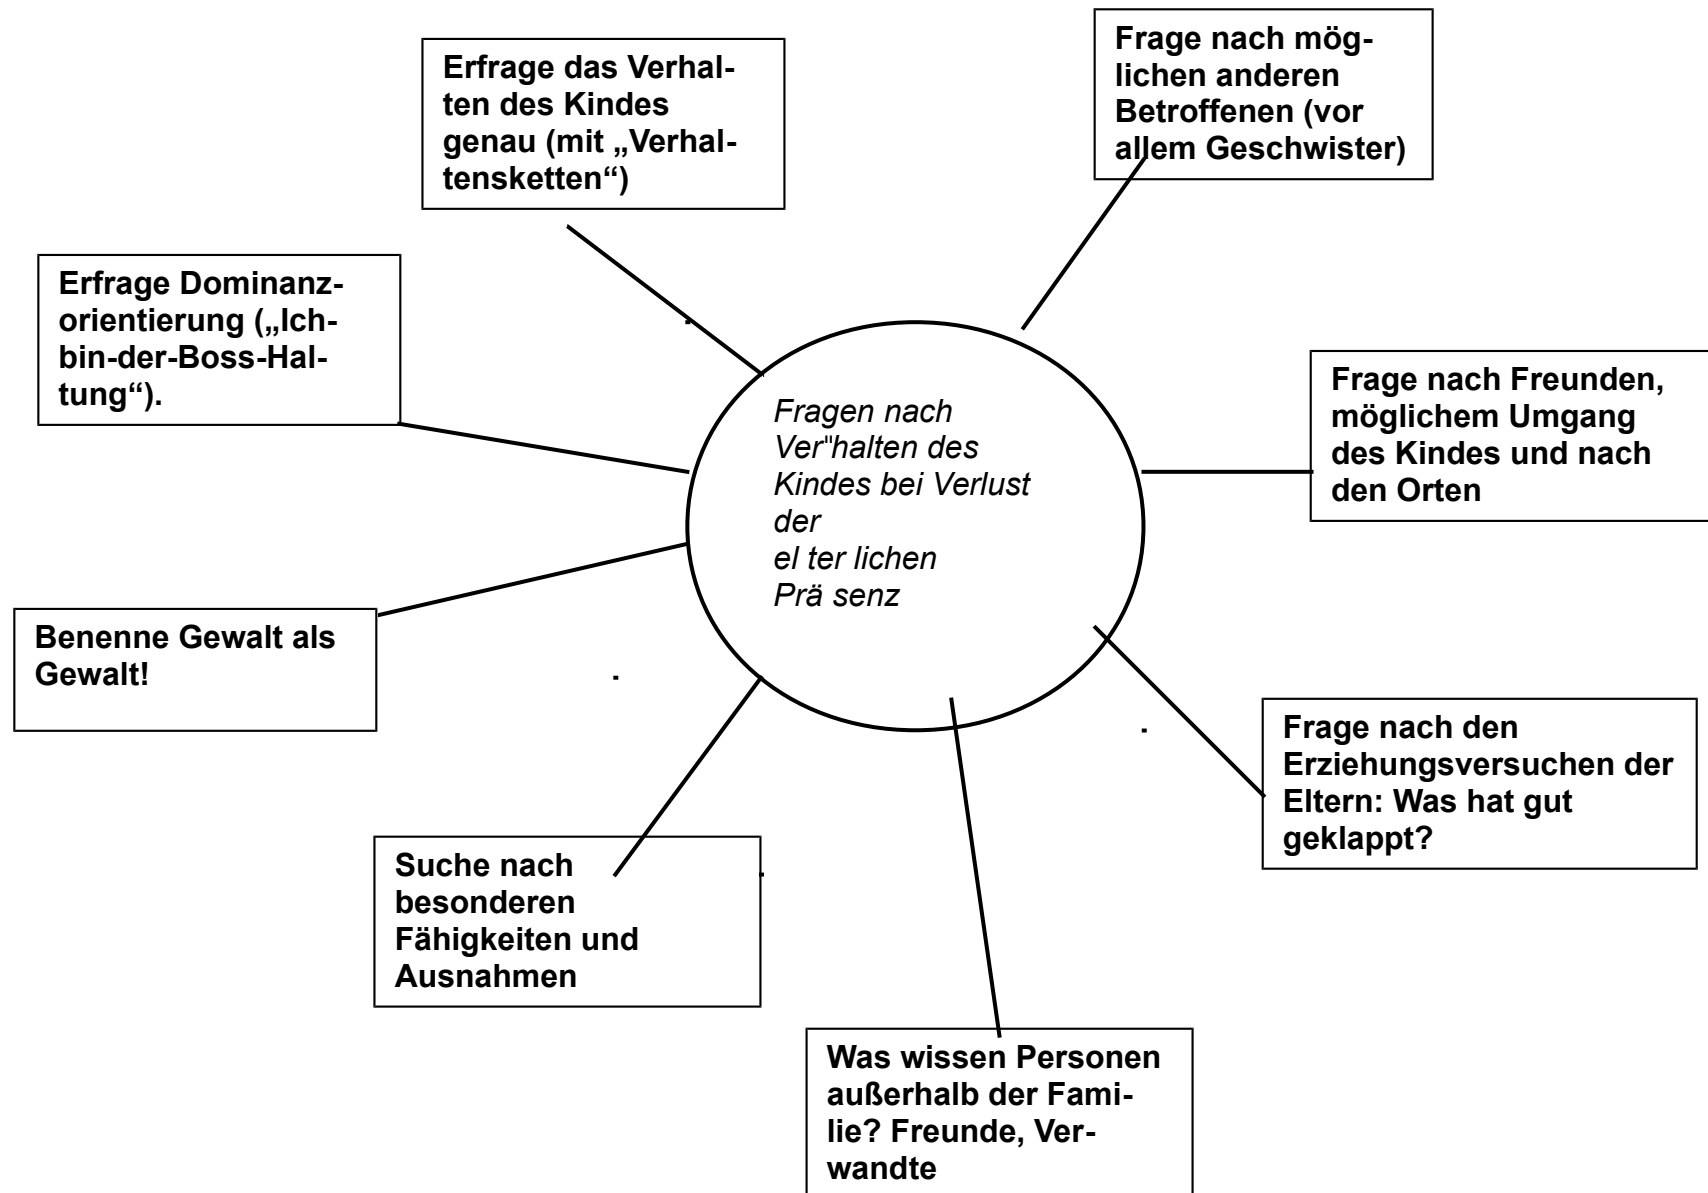 Frage nach mög-
lichen anderen
Betroffenen (vor
allem Geschwister)
Erfrage das Verhal-
ten des Kindes
genau (mit „Verhal-
tensketten“)
Erfrage Dominanz-
orientierung („Ich-
bin-der-Boss-Hal-
tung“).
Frage nach Freunden,
möglichem Umgang
des Kindes und nach
den Orten
Fragen nach
Ver"halten des
Kindes bei Verlust
der
el ter lichen
Prä senz
Benenne Gewalt als
Gewalt!
Frage nach den
Erziehungsversuchen der
Eltern: Was hat gut
geklappt?
Suche nach
besonderen
Fähigkeiten und
Ausnahmen
Was wissen Personen
außerhalb der Fami-
lie? Freunde, Ver-
wandte